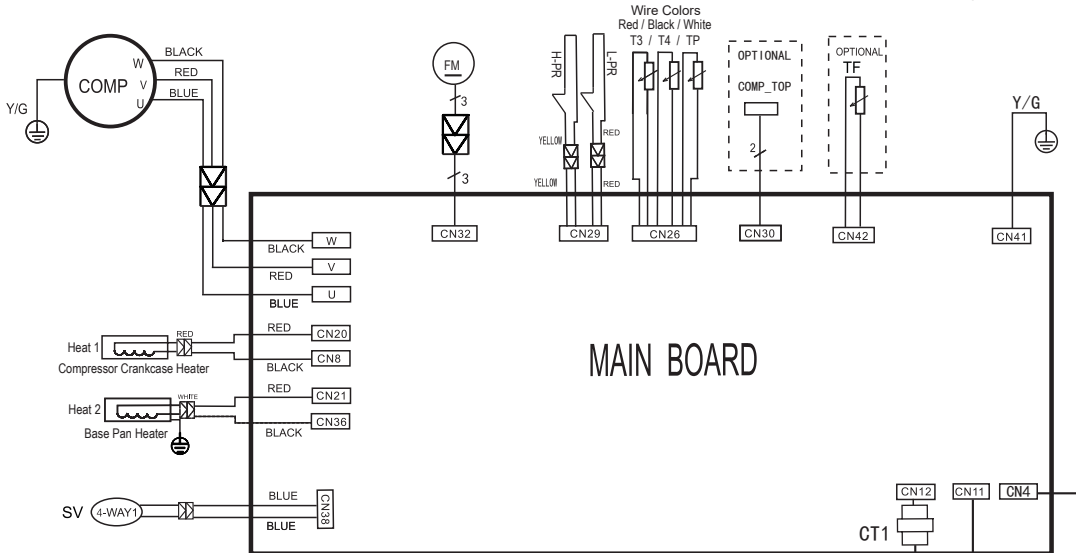 Wire Colors
Red / Black / White
T3 / T4 / TP
BLACK
RED
BLUE
COMP
W
V
U
Y/G
FM
3
3
H-PR
L-PR
YELLOW
RED
YELLOW
RED
OPTIONAL
COMP_TOP
2
OPTIONAL
TF
Y/G
CN32
CN29
CN26
CN30
CN42
CN41
BLACK
W
RED
V
BLUE
U
Heat 1
RED
Compressor Crankcase Heater
RED
CN20
BLACK
CN8
Heat 2
WHITE
Base Pan Heater
RED
CN21
BLACK
CN36
SV
4-WAY1
BLUE
BLUE
CN38
MAIN BOARD
CN12
CN11
CN4
CT1